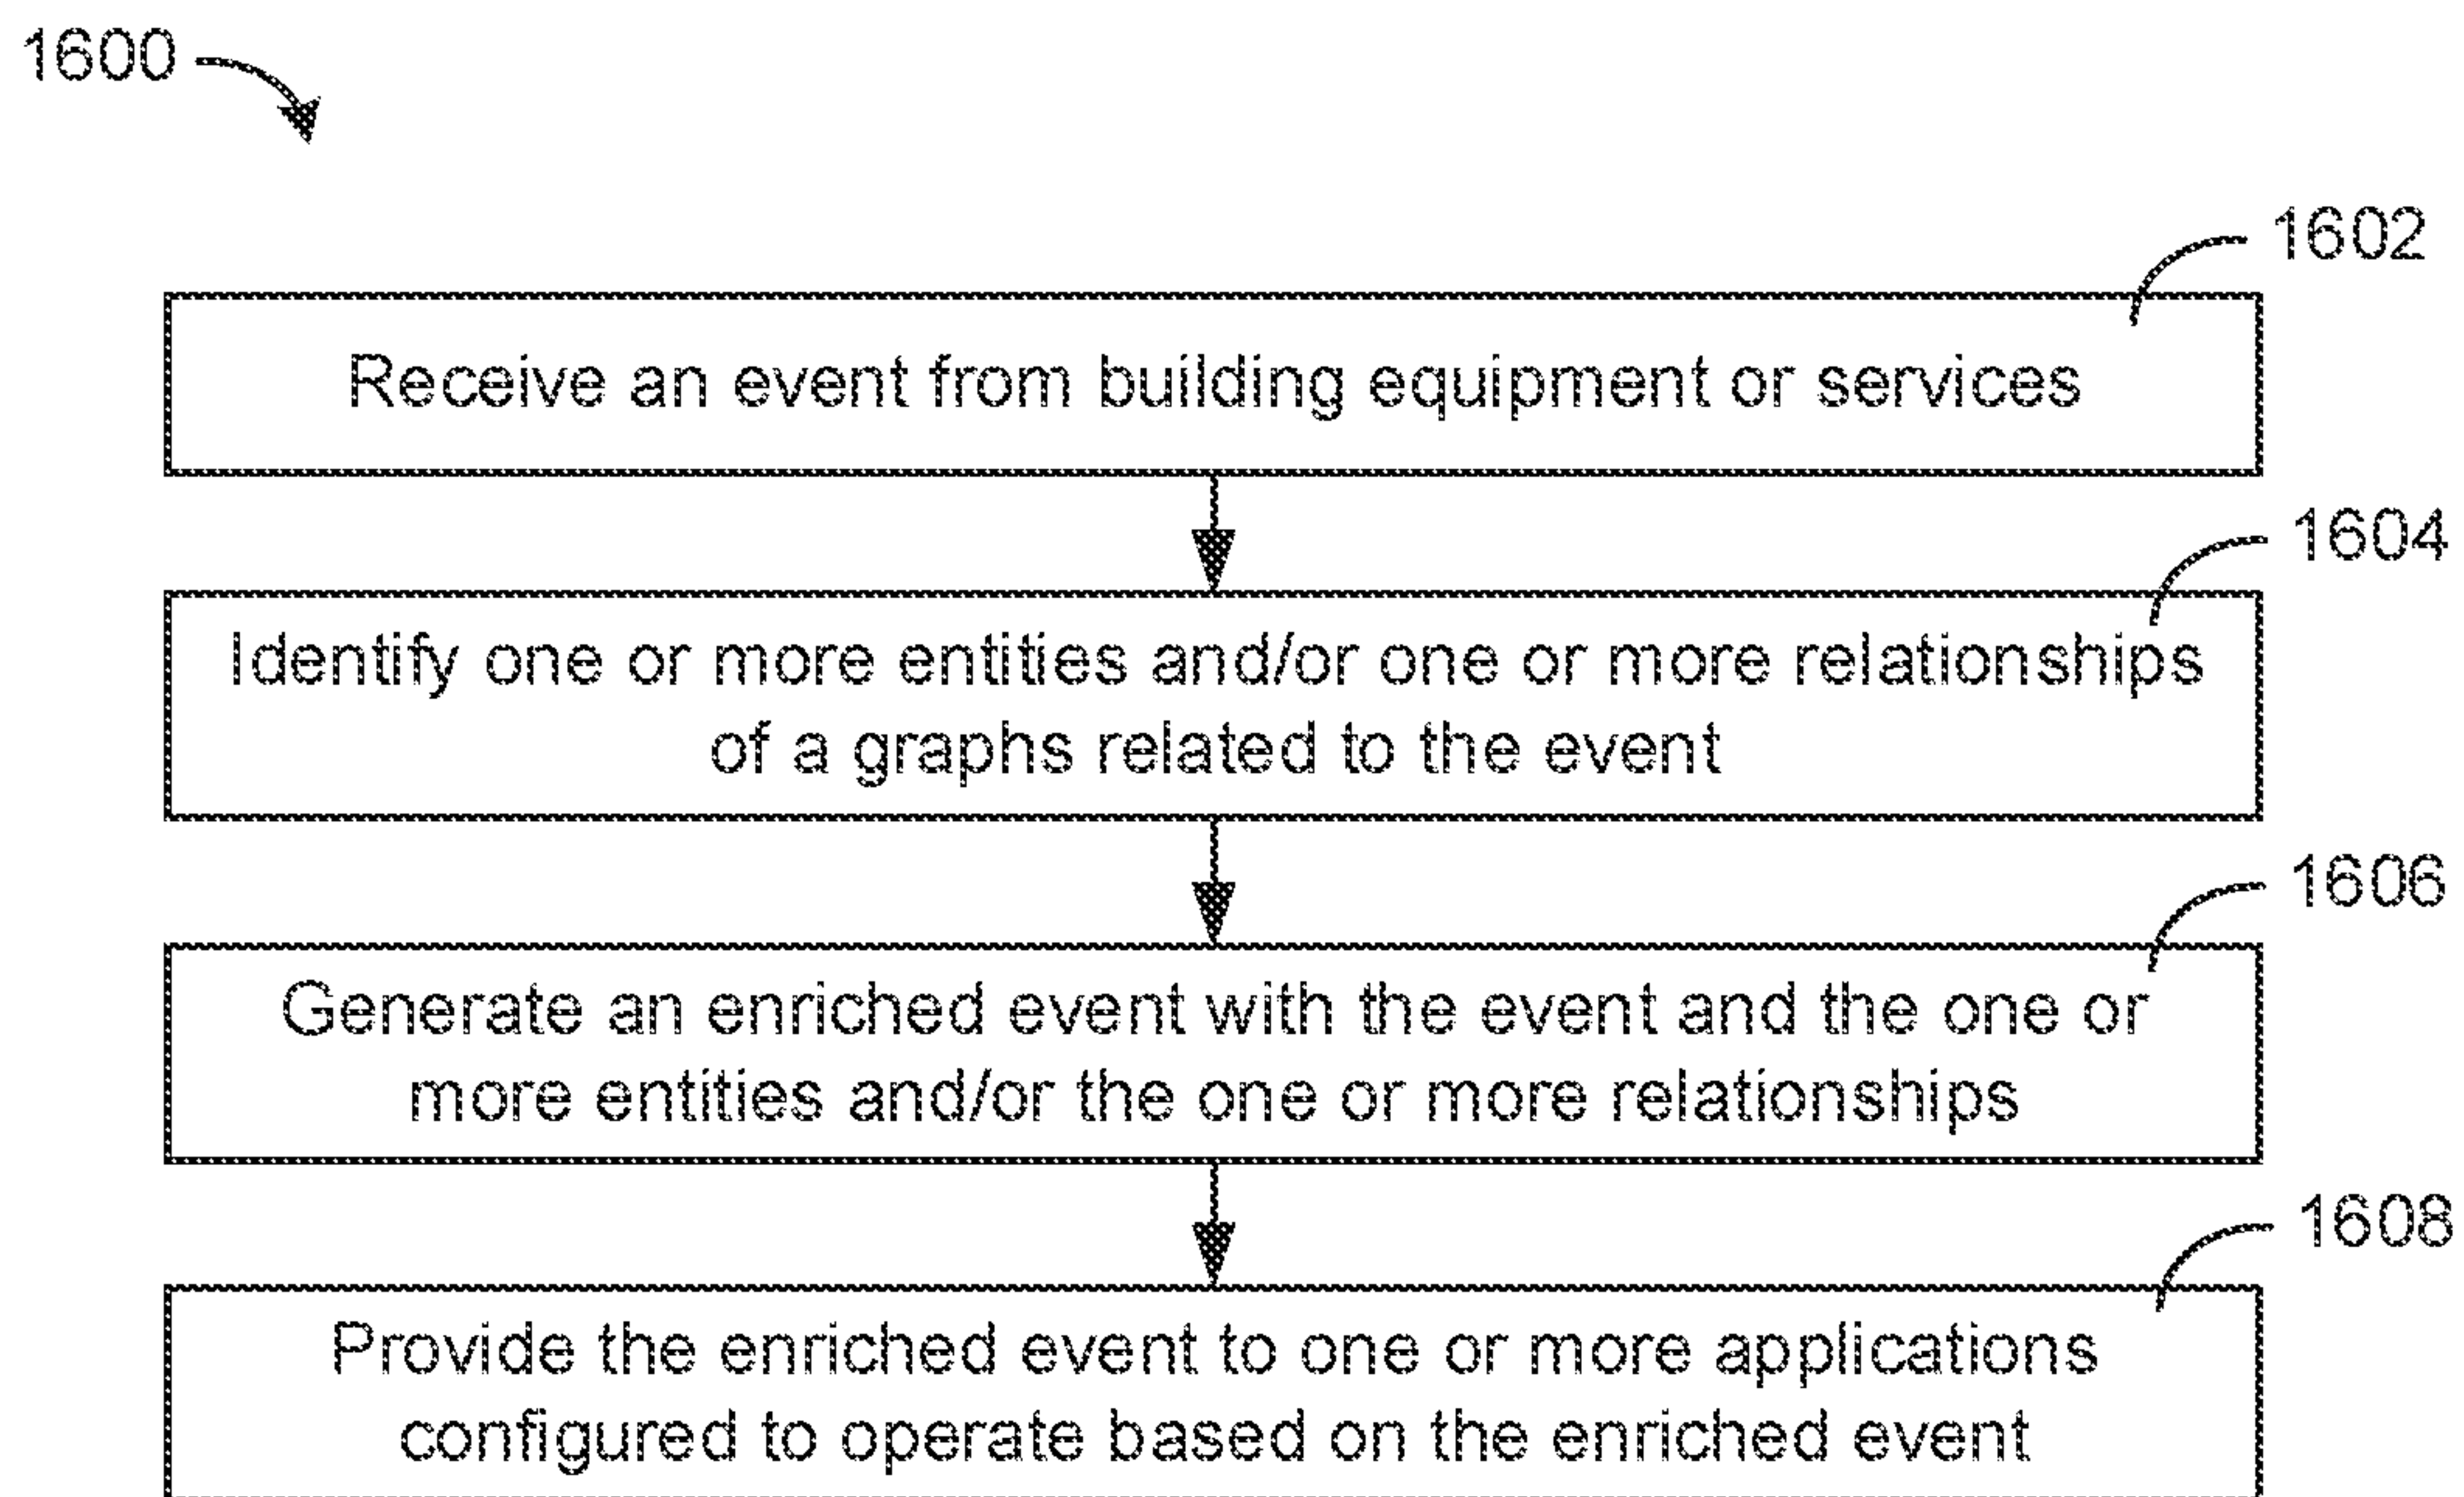 1600
1602
Receive an event from building equipment or services
1604
Identify one or more entities and/or one or more relationships
of a graphs related to the event
1606
Generate an enriched event with the event and the one or
more entities and/or the one or more relationships
1608
Provide the enriched event to one or more applications
configured to operate based on the enriched event